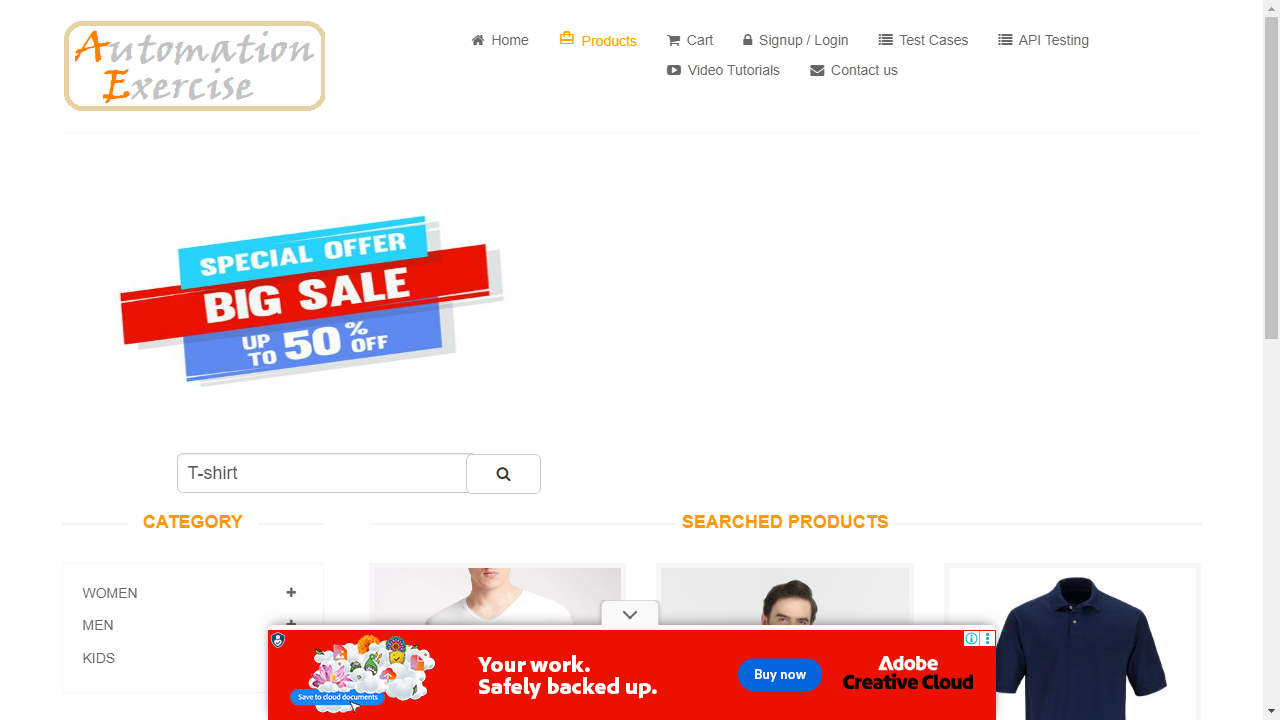 Automation
Exercise
Home
Products
Cart
Signup / Login
Test Cases
API Testing
Video Tutorials
Contact us
SPECIAL OFFER
BIG SALE
UP TO 50% OFF
T-shirt
CATEGORY
SEARCHED PRODUCTS
WOMEN
MEN
KIDS
Your work.
Safely backed up.
Save to cloud documents
Buy now
Adobe
Creative Cloud